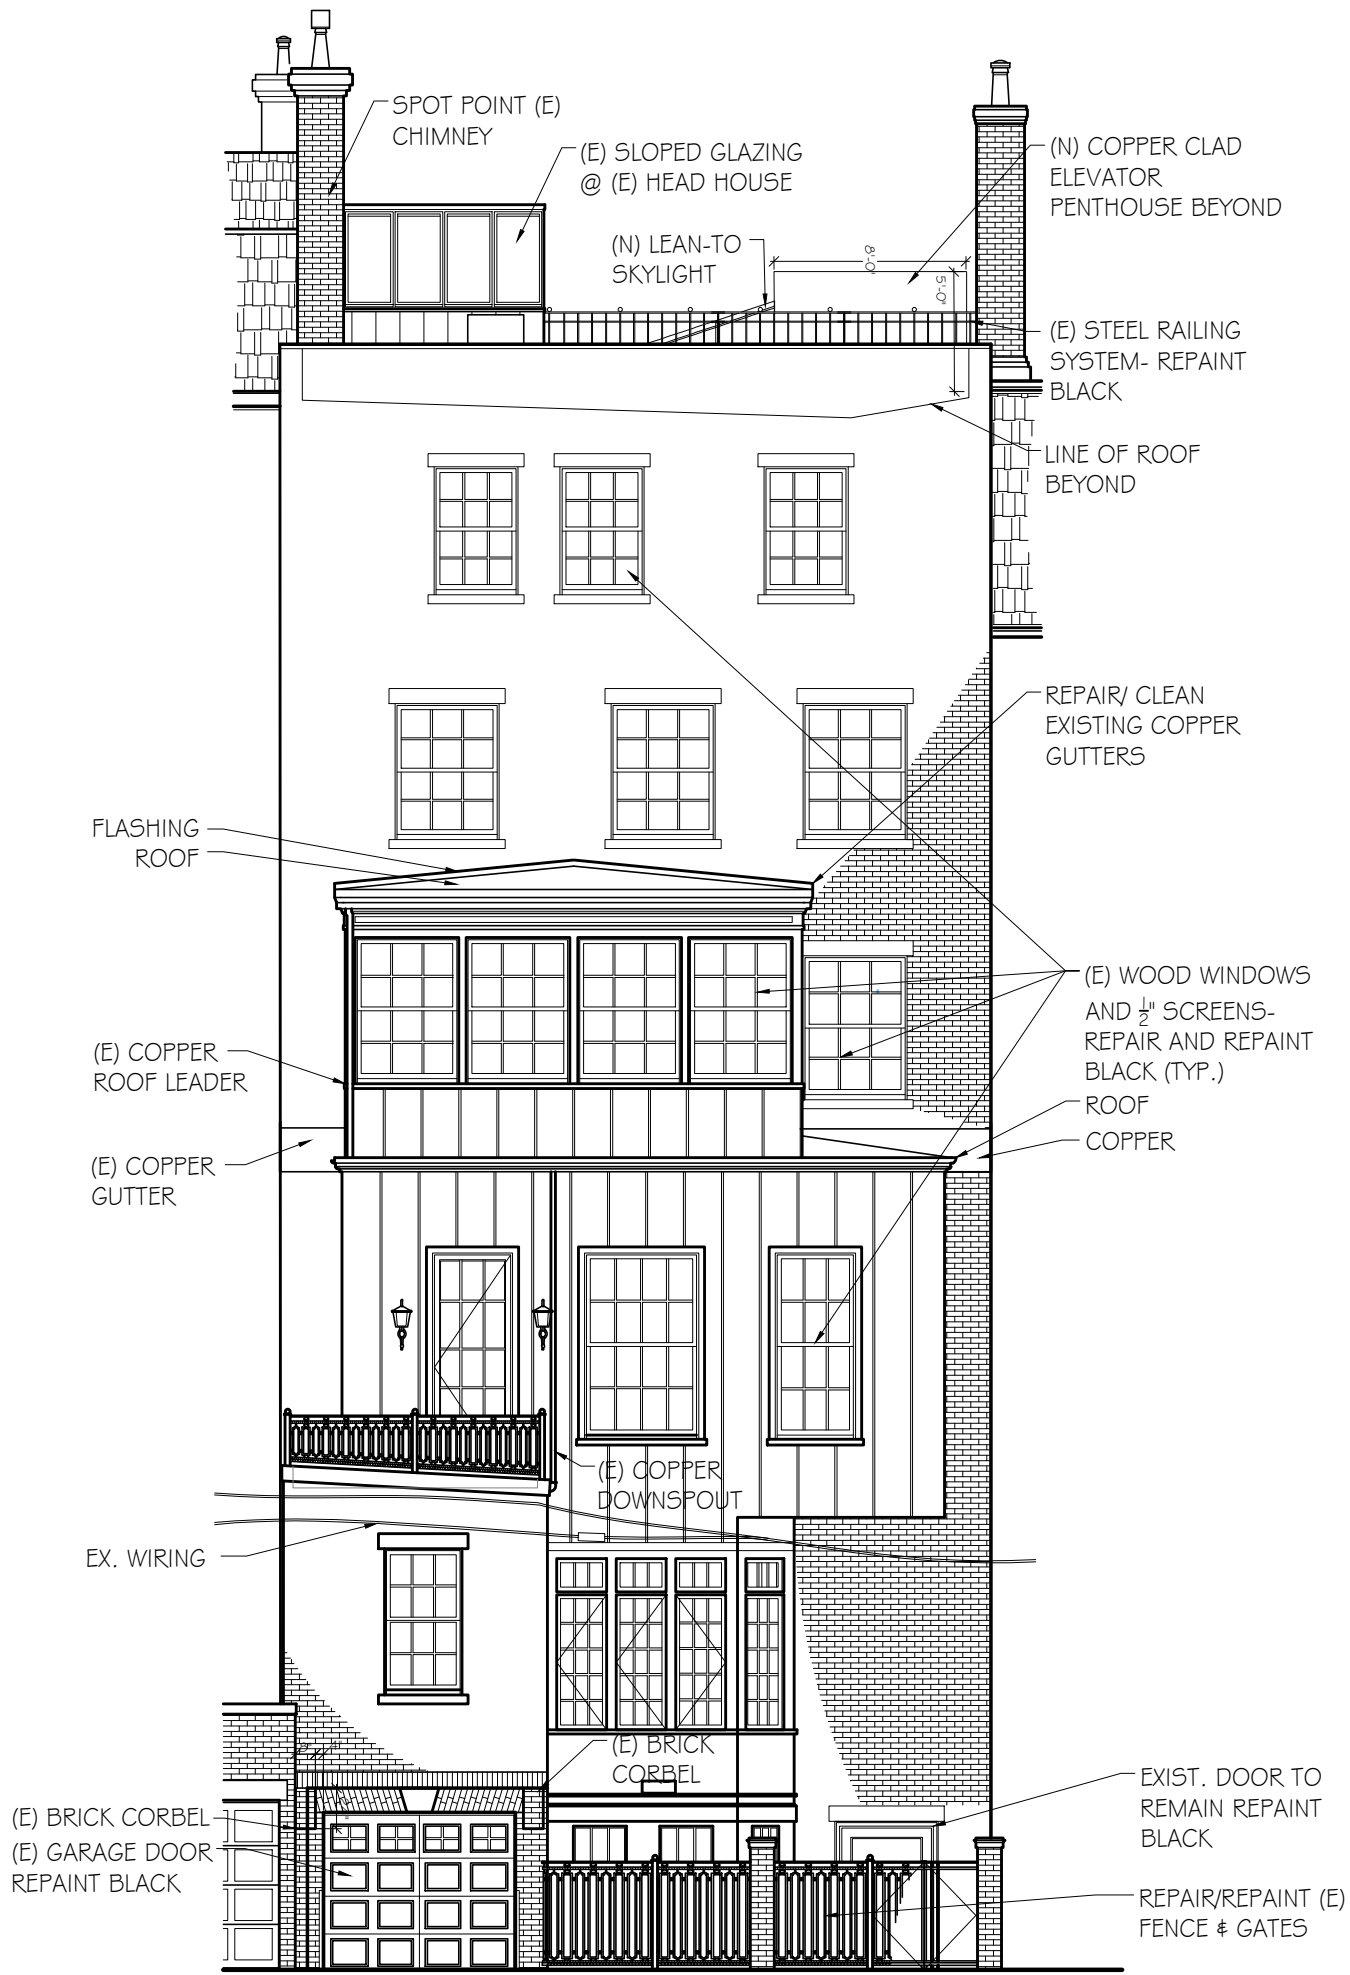 SPOT POINT (E)
CHIMNEY
(E) SLOPED GLAZING
@ (E) HEAD HOUSE
(N) COPPER CLAD
ELEVATOR
PENTHOUSE BEYOND
(N) LEAN-TO
SKYLIGHT
8'-0"
5'-0"
(E) STEEL RAILING
SYSTEM- REPAINT
BLACK
LINE OF ROOF
BEYOND
REPAIR/ CLEAN
EXISTING COPPER
GUTTERS
FLASHING
ROOF
(E) WOOD WINDOWS
AND ½" SCREENS-
REPAIR AND REPAINT
BLACK (TYP.)
(E) COPPER
ROOF LEADER
ROOF
COPPER
(E) COPPER
GUTTER
(E) COPPER
DOWNSPOUT
EX. WIRING
(E) BRICK
CORBEL
EXIST. DOOR TO
REMAIN REPAINT
BLACK
(E) BRICK CORBEL
(E) GARAGE DOOR
REPAINT BLACK
REPAIR/REPAINT (E)
FENCE & GATES